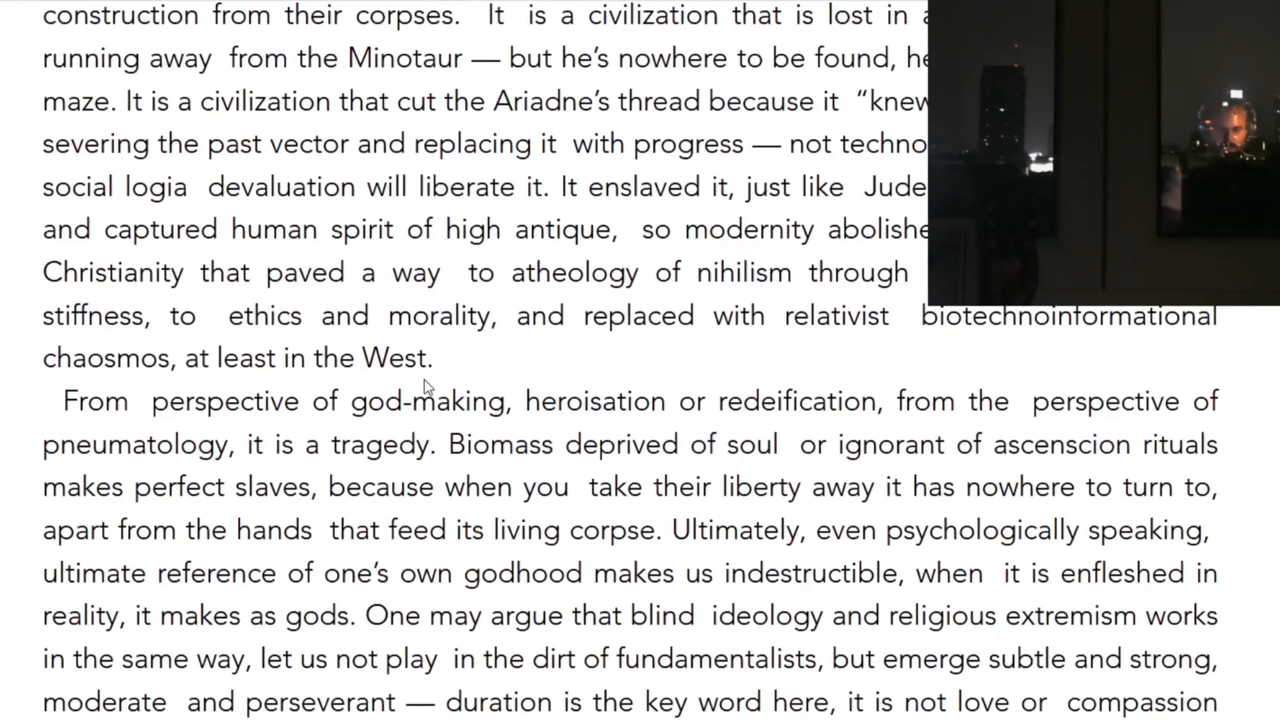 construction from their corpses. It is a civilization that is lost in
running away from the Minotaur — but he's nowhere to be found,
maze. It is a civilization that cut the Ariadne's thread because it “knew
severing the past vector and replacing it with progress — not
social logia devaluation will liberate it. It enslaved it, just like
and captured human spirit of high antique, so modernity
Christianity that paved a way to atheology of nihilism through
stiffness, to ethics and morality, and replaced with relativist biotechnoinformational
chaosmos, at least in the West.
From perspective of god-making, heroisation or redeification, from the perspective of
pneumatology, it is a tragedy. Biomass deprived of soul or ignorant of ascenscion rituals
makes perfect slaves, because when you take their liberty away it has nowhere to turn to,
apart from the hands that feed its living corpse. Ultimately, even psychologically speaking,
ultimate reference of one's own godhood makes us indestructible, when it is enfleshed in
reality, it makes as gods. One may argue that blind ideology and religious extremism works
in the same way, let us not play in the dirt of fundamentalists, but emerge subtle and strong,
moderate and perseverant — duration is the key word here, it is not love or compassion